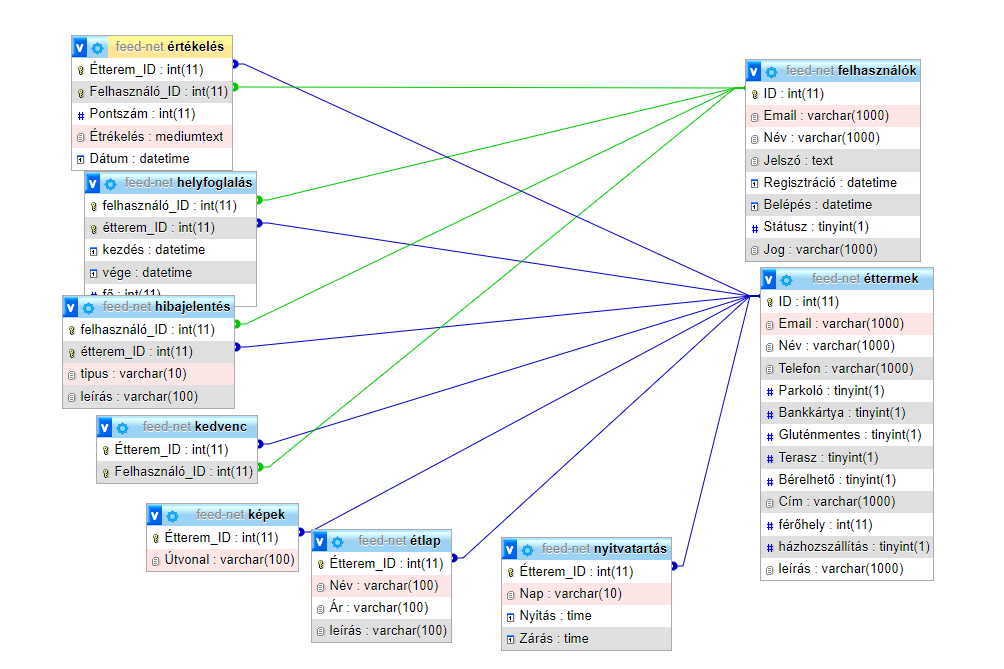 feed-net értékelés
Étterem_ID : int(11)
Felhasználó_ID : int(11)
Pontszám : int(11)
Étrékelés : mediumtext
Dátum : datetime
feed-net helyfoglalás
felhasználó_ID : int(11)
étterem_ID : int(11)
kezdés : datetime
vége : datetime
fő : int(11)
feed-net hibajelentés
felhasználó_ID : int(11)
étterem_ID : int(11)
tipus : varchar(10)
leírás : varchar(100)
feed-net kedvenc
Étterem_ID : int(11)
Felhasználó_ID : int(11)
feed-net képek
Étterem_ID : int(11)
Útvonal : varchar(100)
feed-net étlap
Étterem_ID : int(11)
Név : varchar(100)
Ár : varchar(100)
leírás : varchar(100)
feed-net nyitvatartás
Étterem_ID : int(11)
Nap : varchar(10)
Nyitás : time
Zárás : time
feed-net felhasználók
ID : int(11)
Email : varchar(1000)
Név : varchar(1000)
Jelszó : text
Regisztráció : datetime
Belépés : datetime
Státusz : tinyint(1)
Jog : varchar(1000)
feed-net éttermek
ID : int(11)
Email : varchar(1000)
Név : varchar(1000)
Telefon : varchar(1000)
Parkoló : tinyint(1)
Bankkártya : tinyint(1)
Gluténmentes : tinyint(1)
Terasz : tinyint(1)
Bérelhető : tinyint(1)
Cím : varchar(1000)
férőhely : int(11)
házhozszállítás : tinyint(1)
leírás : varchar(1000)